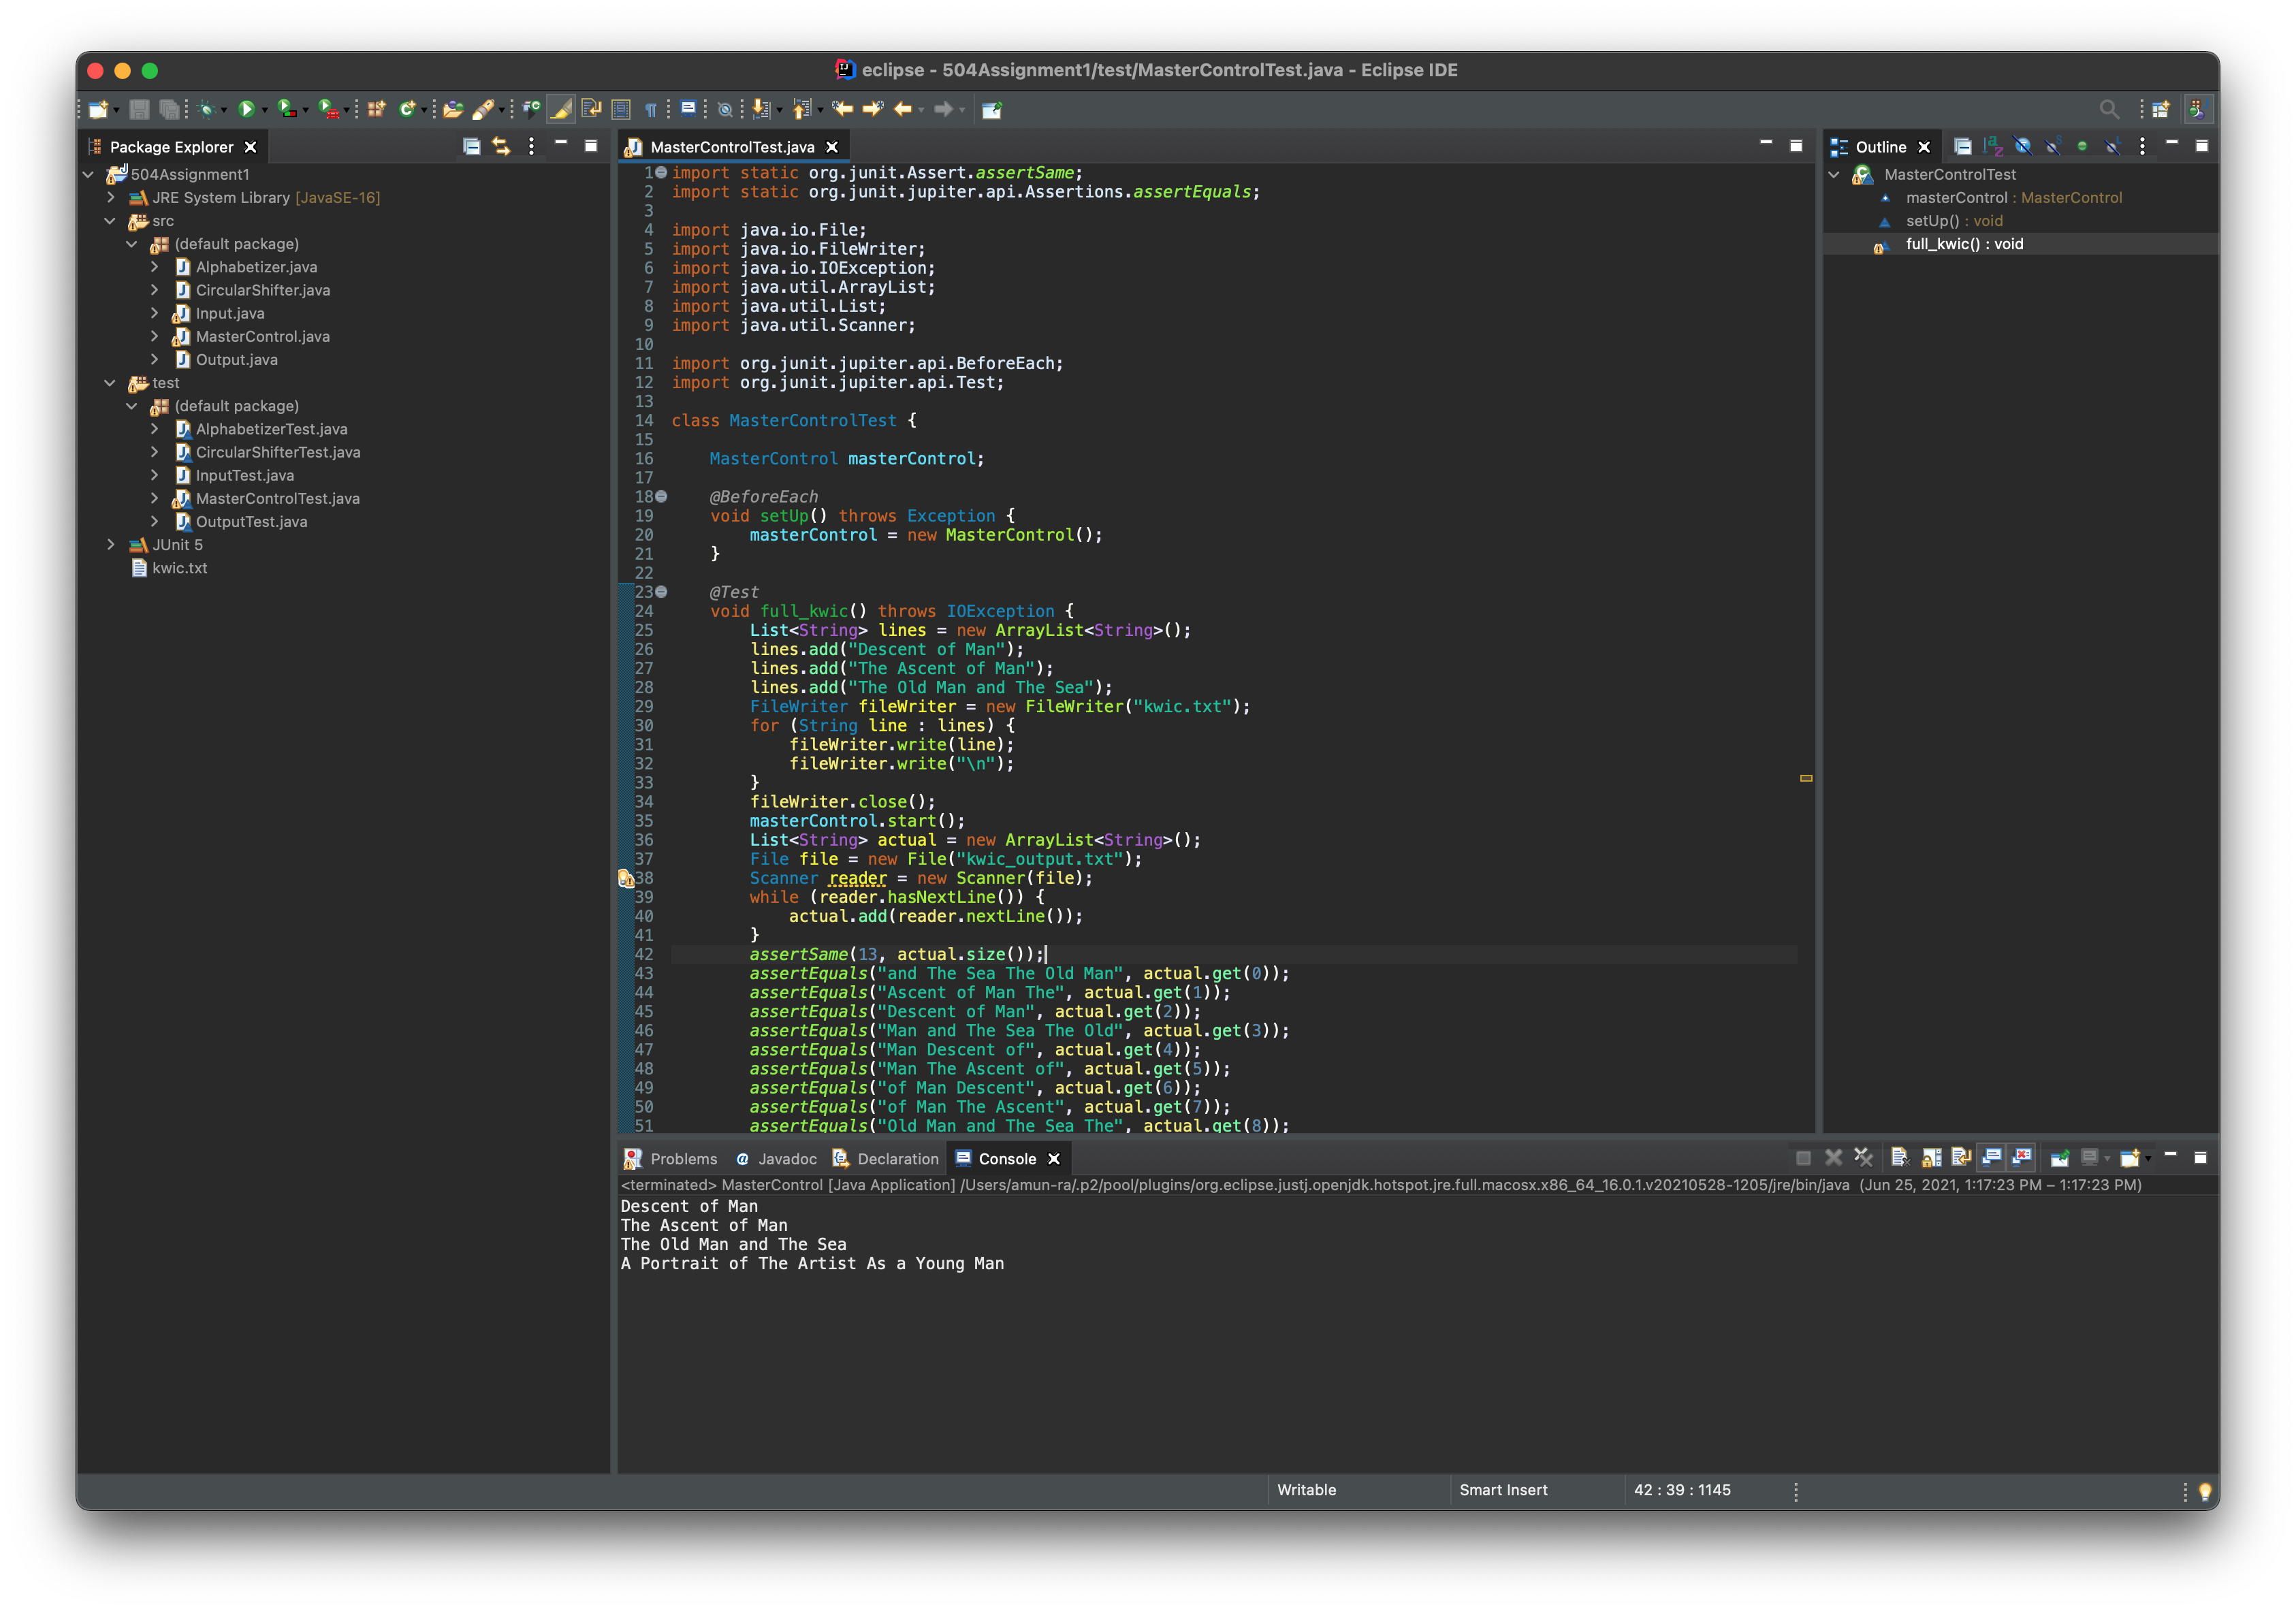 eclipse - 504Assignment1/test/MasterControlTest.java - Eclipse IDE
Package Explorer
504Assignment1
JRE System Library [JavaSE-16]
src
(default package)
Alphabetizer.java
CircularShifter.java
Input.java
MasterControl.java
Output.java
test
(default package)
AlphabetizerTest.java
CircularShifterTest.java
InputTest.java
MasterControlTest.java
OutputTest.java
JUnit 5
kwic.txt
MasterControlTest.java
1 import static org.junit.Assert.assertSame;
2 import static org.junit.jupiter.api.Assertions.assertEquals;
3
4 import java.io.File;
5 import java.io.FileWriter;
6 import java.io.IOException;
7 import java.util.ArrayList;
8 import java.util.List;
9 import java.util.Scanner;
10
11 import org.junit.jupiter.api.BeforeEach;
12 import org.junit.jupiter.api.Test;
13
14 class MasterControlTest {
15
16 MasterControl masterControl;
17
18 @BeforeEach
19 void setUp() throws Exception {
20 masterControl = new MasterControl();
21 }
22
23 @Test
24 void full_kwic() throws IOException {
25 List<String> lines = new ArrayList<String>();
26 lines.add("Descent of Man");
27 lines.add("The Ascent of Man");
28 lines.add("The Old Man and The Sea");
29 FileWriter fileWriter = new FileWriter("kwic.txt");
30 for (String line : lines) {
31 fileWriter.write(line);
32 fileWriter.write("\n");
33 }
34 fileWriter.close();
35 masterControl.start();
36 List<String> actual = new ArrayList<String>();
37 File file = new File("kwic_output.txt");
38 Scanner reader = new Scanner(file);
39 while (reader.hasNextLine()) {
40 actual.add(reader.nextLine());
41 }
42 assertSame(13, actual.size());
43 assertEquals("and The Sea The Old Man", actual.get(0));
44 assertEquals("Ascent of Man The", actual.get(1));
45 assertEquals("Descent of Man", actual.get(2));
46 assertEquals("Man and The Sea The Old", actual.get(3));
47 assertEquals("Man Descent of", actual.get(4));
48 assertEquals("Man The Ascent of", actual.get(5));
49 assertEquals("of Man Descent", actual.get(6));
50 assertEquals("of Man The Ascent", actual.get(7));
51 assertEquals("Old Man and The Sea The", actual.get(8));
Outline
MasterControlTest
masterControl : MasterControl
setUp() : void
full_kwic() : void
Problems
Javadoc
Declaration
Console
<terminated> MasterControl [Java Application] /Users/amun-ra/.p2/pool/plugins/org.eclipse.justj.openjdk.hotspot.jre.full.macosx.x86_64_16.0.1.v20210528-1205/jre/bin/java (Jun 25, 2021, 1:17:23 PM – 1:17:23 PM)
Descent of Man
The Ascent of Man
The Old Man and The Sea
A Portrait of The Artist As a Young Man
Writable
Smart Insert
42 : 39 : 1145